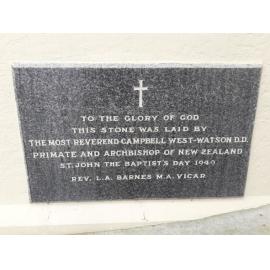 TO THE GLORY OF GOD
THIS STONE WAS LAID BY
THE MOST REVEREND CAMPBELL WEST-WATSON D.D.
PRIMATE AND ARCHBISHOP OF NEW ZEALAND
ST. JOHN THE BAPTIST'S DAY 1949
REV. L.A. BARNES M.A. VICAR